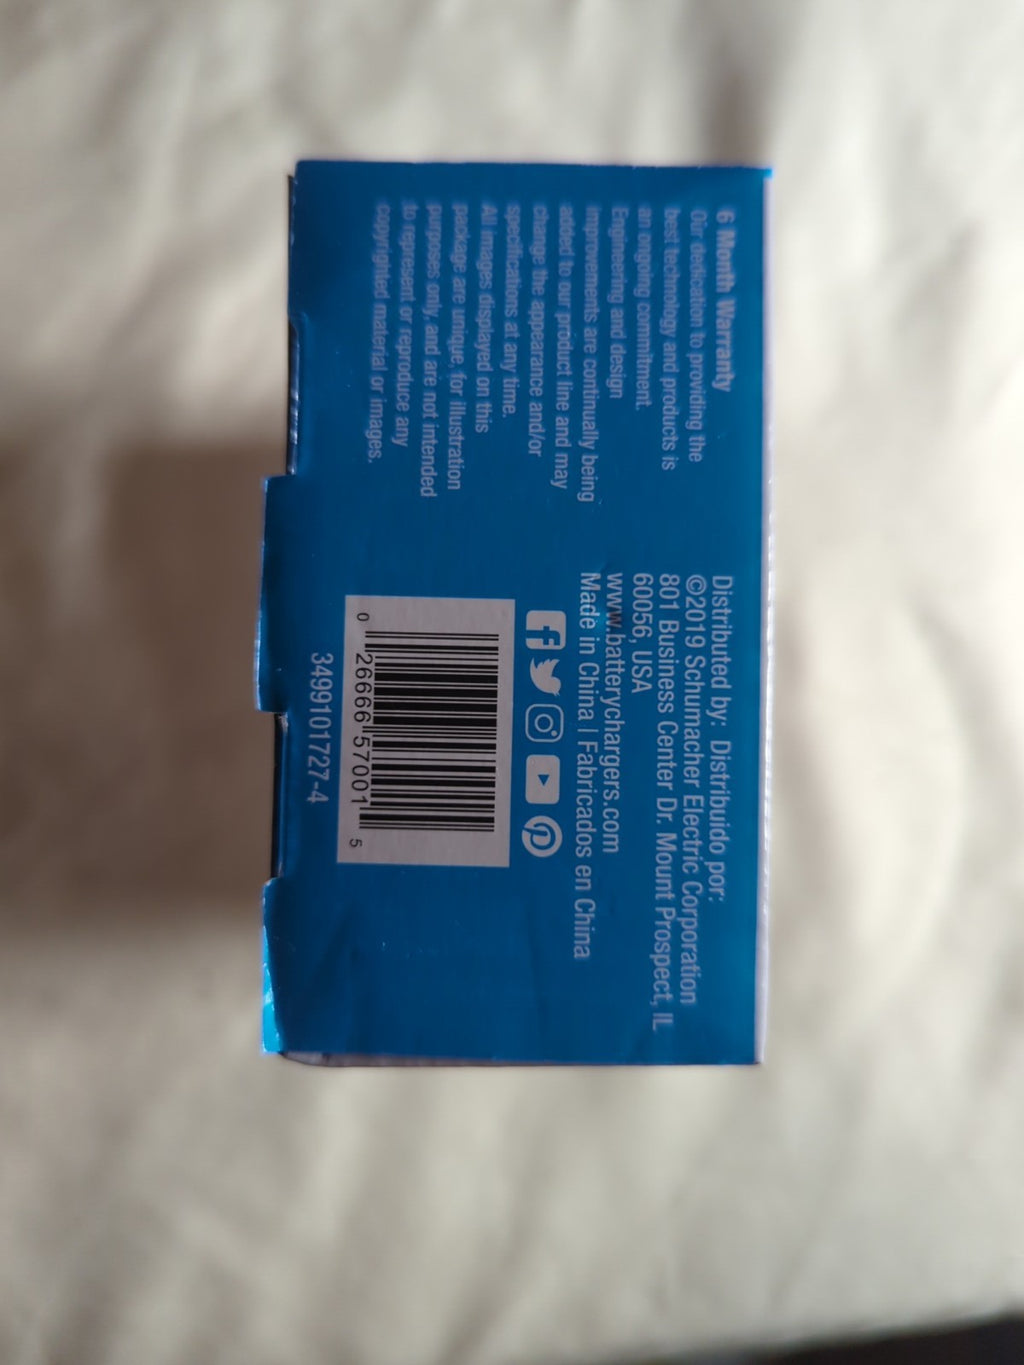 6 Month Warranty
Our dedication to providing the
best technology and products is
an ongoing commitment.
Engineering and design
improvements are continually being
added to our product line and may
change the appearance and/or
specifications at any time.
All images displayed on this
package are unique, for illustration
purposes only, and are not intended
to represent or reproduce any
copyrighted material or images.
Distributed by: Distribuido por:
©2019 Schumacher Electric Corporation
801 Business Center Dr. Mount Prospect, IL
60056, USA
www.batterychargers.com
Made in China | Fabricados en China
0 26666 57001 5
3499101727-4